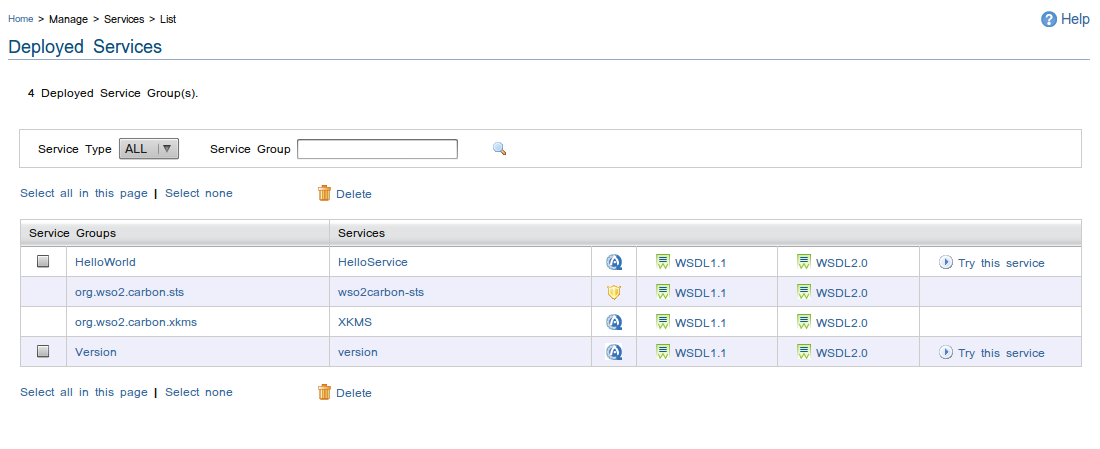 Home > Manage > Services > List
Help
Deployed Services
4 Deployed Service Group(s).
Service Type ALL Service Group
Select all in this page | Select none Delete
Service Groups Services
HelloWorld HelloService WSDL1.1 WSDL2.0 Try this service
org.wso2.carbon.sts wso2carbon-sts WSDL1.1 WSDL2.0
org.wso2.carbon.xkms XKMS WSDL1.1 WSDL2.0
Version version WSDL1.1 WSDL2.0 Try this service
Select all in this page | Select none Delete